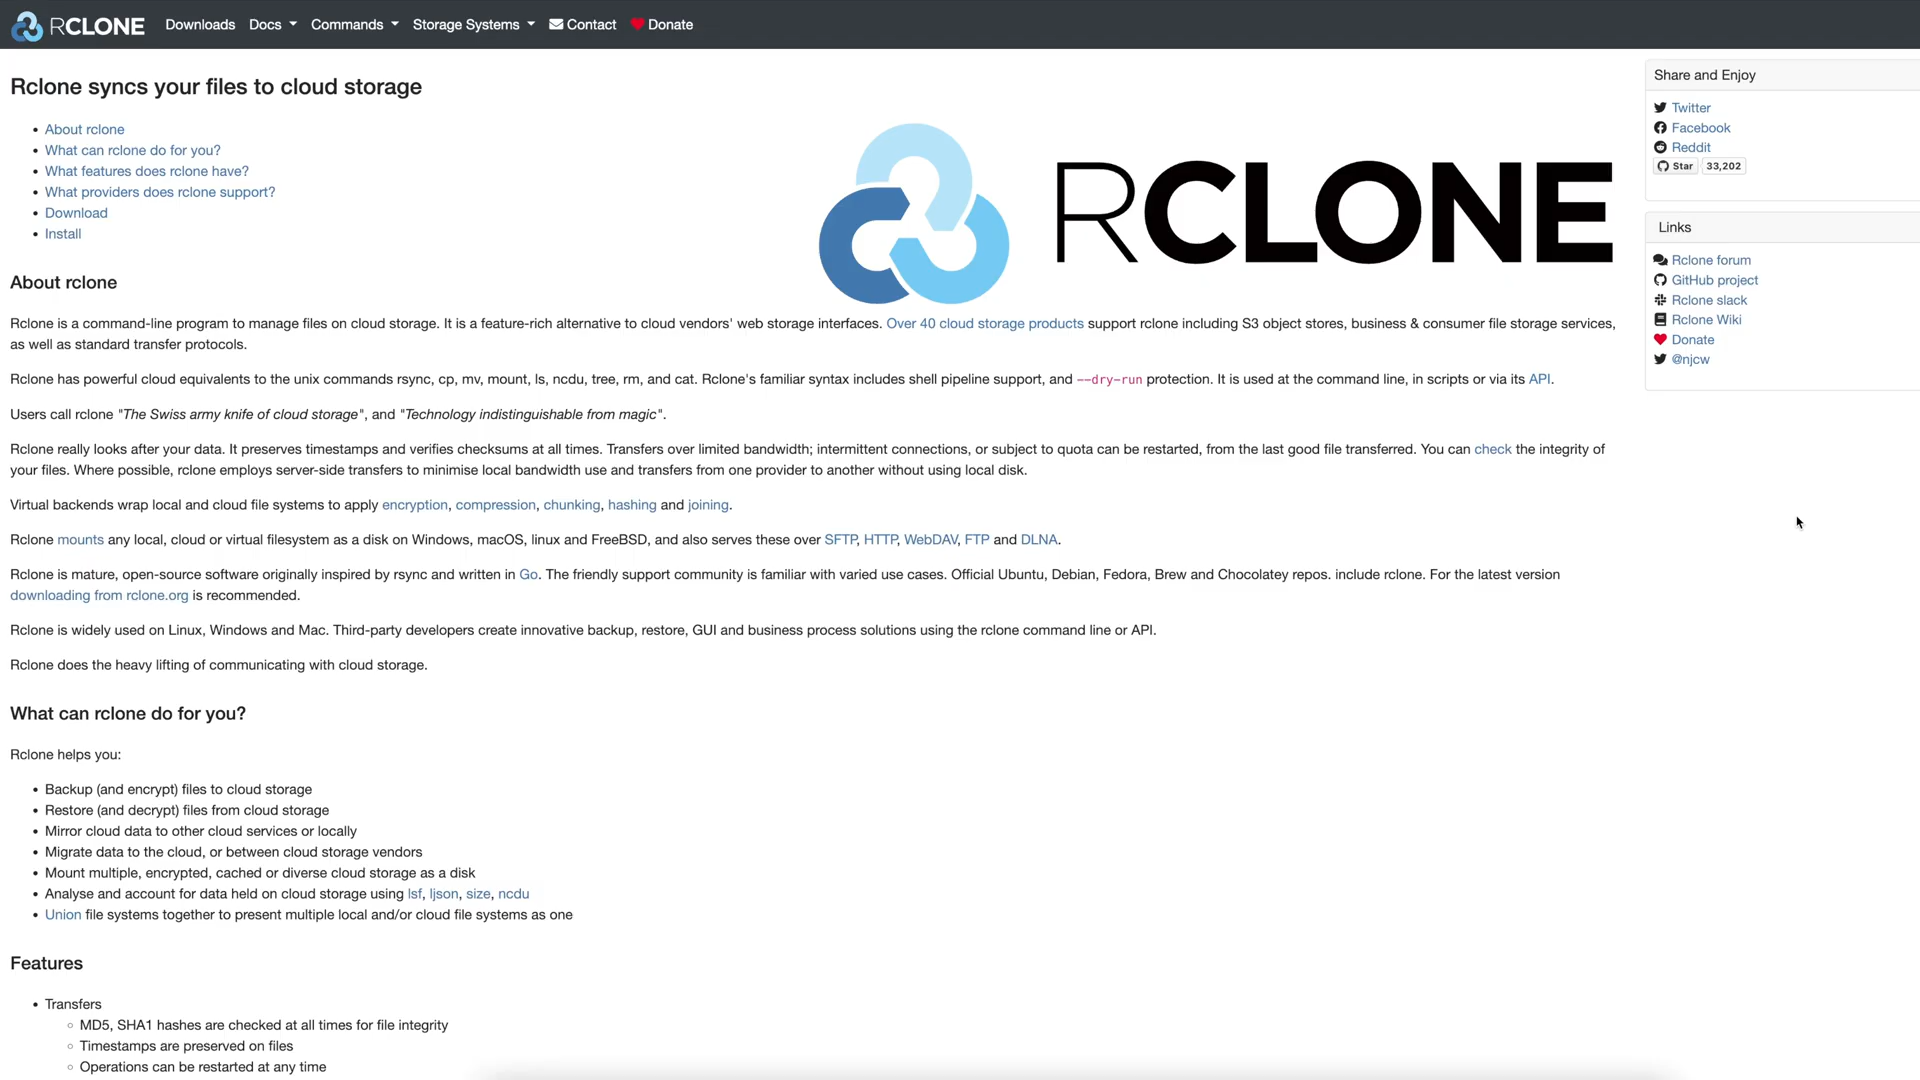 RCLONE Downloads Docs Commands Storage Systems Contact Donate
Rclone syncs your files to cloud storage
About rclone
What can rclone do for you?
What features does rclone have?
What providers does rclone support?
Download
Install
RCLONE
About rclone
Rclone is a command-line program to manage files on cloud storage. It is a feature-rich alternative to cloud vendors' web storage interfaces. Over 40 cloud storage products support rclone including S3 object stores, business & consumer file storage services,
as well as standard transfer protocols.
Rclone has powerful cloud equivalents to the unix commands rsync, cp, mv, mount, ls, ncdu, tree, rm, and cat. Rclone's familiar syntax includes shell pipeline support, and --dry-run protection. It is used at the command line, in scripts or via its API.
Users call rclone "The Swiss army knife of cloud storage", and "Technology indistinguishable from magic".
Rclone really looks after your data. It preserves timestamps and verifies checksums at all times. Transfers over limited bandwidth; intermittent connections, or subject to quota can be restarted, from the last good file transferred. You can check the integrity of
your files. Where possible, rclone employs server-side transfers to minimise local bandwidth use and transfers from one provider to another without using local disk.
Virtual backends wrap local and cloud file systems to apply encryption, compression, chunking, hashing and joining.
Rclone mounts any local, cloud or virtual filesystem as a disk on Windows, macOS, linux and FreeBSD, and also serves these over SFTP, HTTP, WebDAV, FTP and DLNA.
Rclone is mature, open-source software originally inspired by rsync and written in Go. The friendly support community is familiar with varied use cases. Official Ubuntu, Debian, Fedora, Brew and Chocolatey repos. include rclone. For the latest version
downloading from rclone.org is recommended.
Rclone is widely used on Linux, Windows and Mac. Third-party developers create innovative backup, restore, GUI and business process solutions using the rclone command line or API.
Rclone does the heavy lifting of communicating with cloud storage.
What can rclone do for you?
Rclone helps you:
Backup (and encrypt) files to cloud storage
Restore (and decrypt) files from cloud storage
Mirror cloud data to other cloud services or locally
Migrate data to the cloud, or between cloud storage vendors
Mount multiple, encrypted, cached or diverse cloud storage as a disk
Analyse and account for data held on cloud storage using lsf, ljson, size, ncdu
Union file systems together to present multiple local and/or cloud file systems as one
Features
Transfers
MD5, SHA1 hashes are checked at all times for file integrity
Timestamps are preserved on files
Operations can be restarted at any time
Share and Enjoy
Twitter
Facebook
Reddit
Star 33,202
Links
Rclone forum
GitHub project
Rclone slack
Rclone Wiki
Donate
@njcw